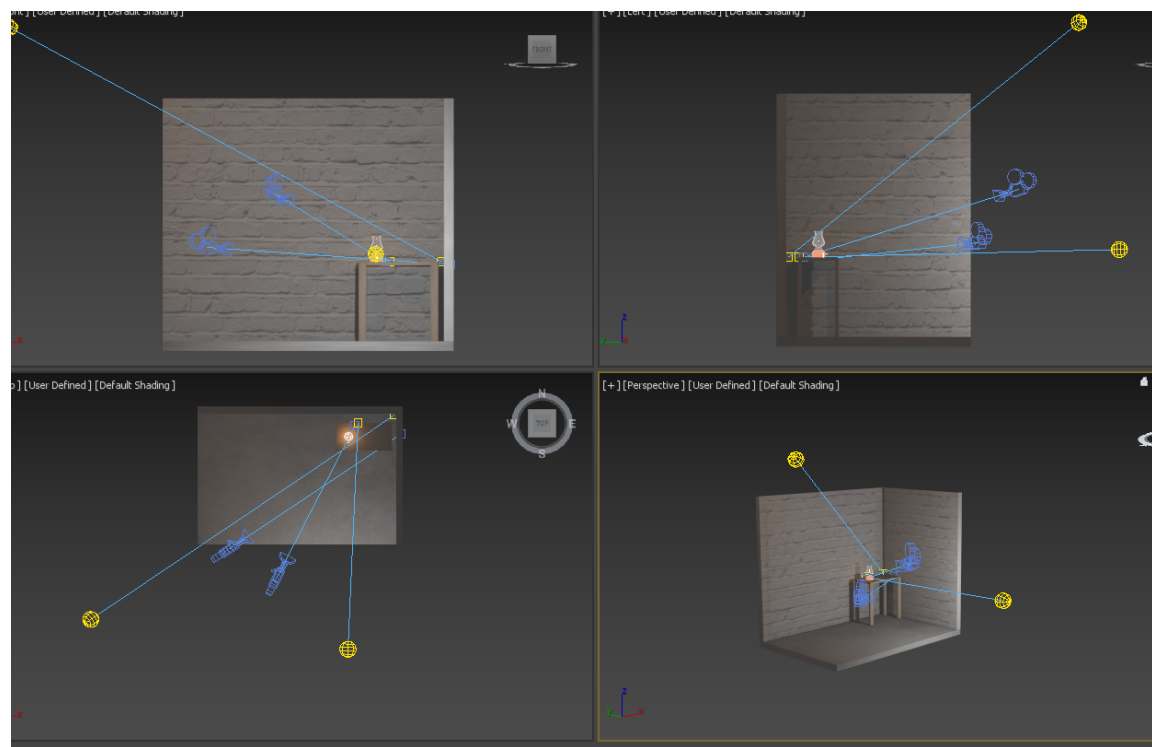 nt ] [User Defined ] [Default Shading ]
[+] [Left ] [User Defined ] [Default Shading ]
FRONT
Z
Y
X
p ] [User Defined ] [Default Shading ]
[+] [Perspective ] [User Defined ] [Default Shading ]
N
W
TOP
E
S
Z
Y
X